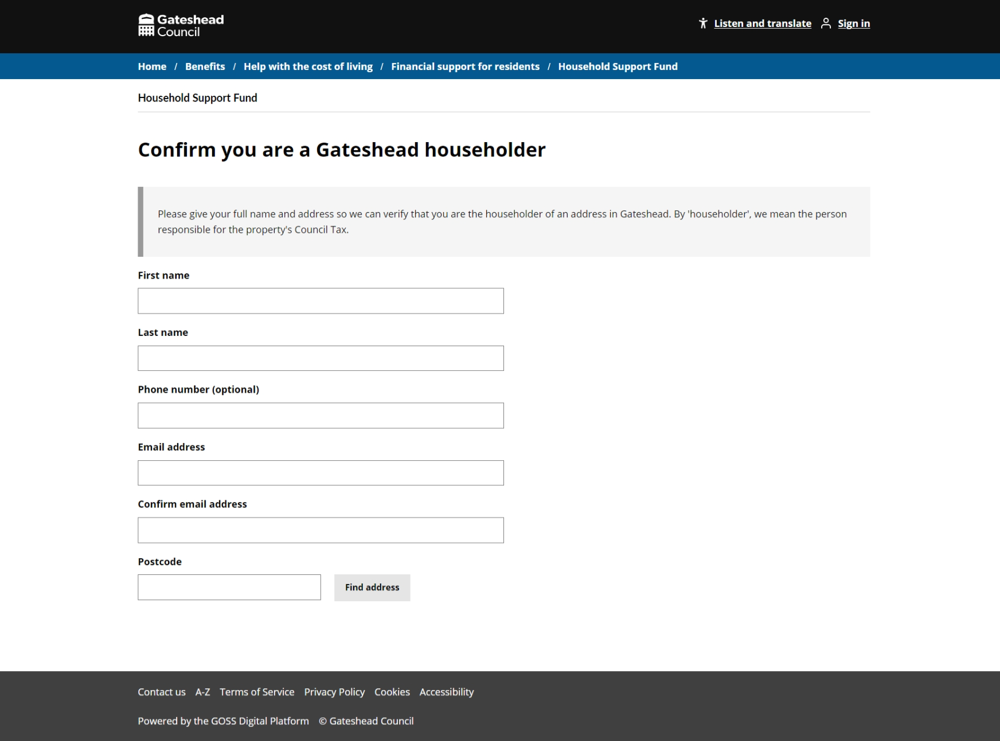 Gateshead
Council
Listen and translate
Sign in
Home / Benefits / Help with the cost of living / Financial support for residents / Household Support Fund
Household Support Fund
Confirm you are a Gateshead householder
Please give your full name and address so we can verify that you are the householder of an address in Gateshead. By 'householder', we mean the person
responsible for the property's Council Tax.
First name
Last name
Phone number (optional)
Email address
Confirm email address
Postcode
Find address
Contact us A-Z Terms of Service Privacy Policy Cookies Accessibility
Powered by the GOSS Digital Platform © Gateshead Council